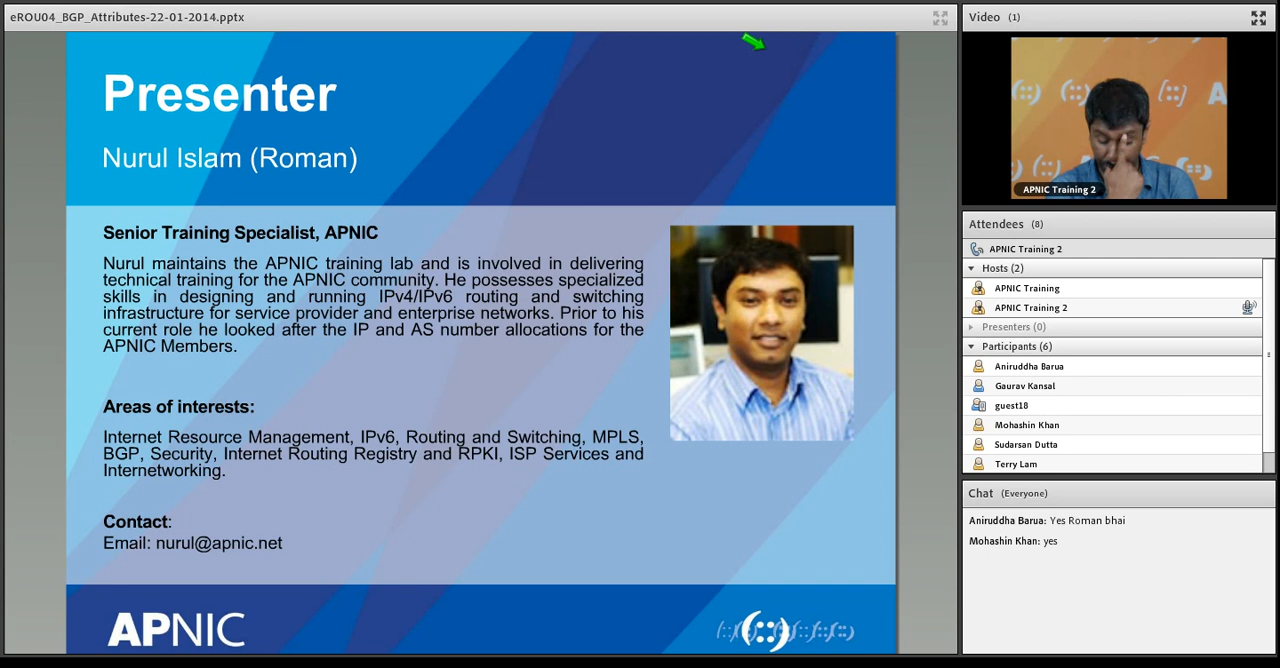 eROU04_BGP_Attributes-22-01-2014.pptx
Presenter
Nurul Islam (Roman)
Senior Training Specialist, APNIC
Nurul maintains the APNIC training lab and is involved in delivering
technical training for the APNIC community. He possesses specialized
skills in designing and running IPv4/IPv6 routing and switching
infrastructure for service provider and enterprise networks. Prior to his
current role he looked after the IP and AS number allocations for the
APNIC Members.
Areas of interests:
Internet Resource Management, IPv6, Routing and Switching, MPLS,
BGP, Security, Internet Routing Registry and RPKI, ISP Services and
Internetworking.
Contact:
Email: nurul@apnic.net
APNIC
(::)
Video (1)
(::) (:: [::] A
APNIC Training 2
Attendees (8)
APNIC Training 2
Hosts (2)
APNIC Training
APNIC Training 2
Presenters (0)
Participants (6)
Aniruddha Barua
Gaurav Kansal
guest18
Mohashin Khan
Sudarsan Dutta
Terry Lam
Chat (Everyone)
Aniruddha Barua: Yes Roman bhai
Mohashin Khan: yes